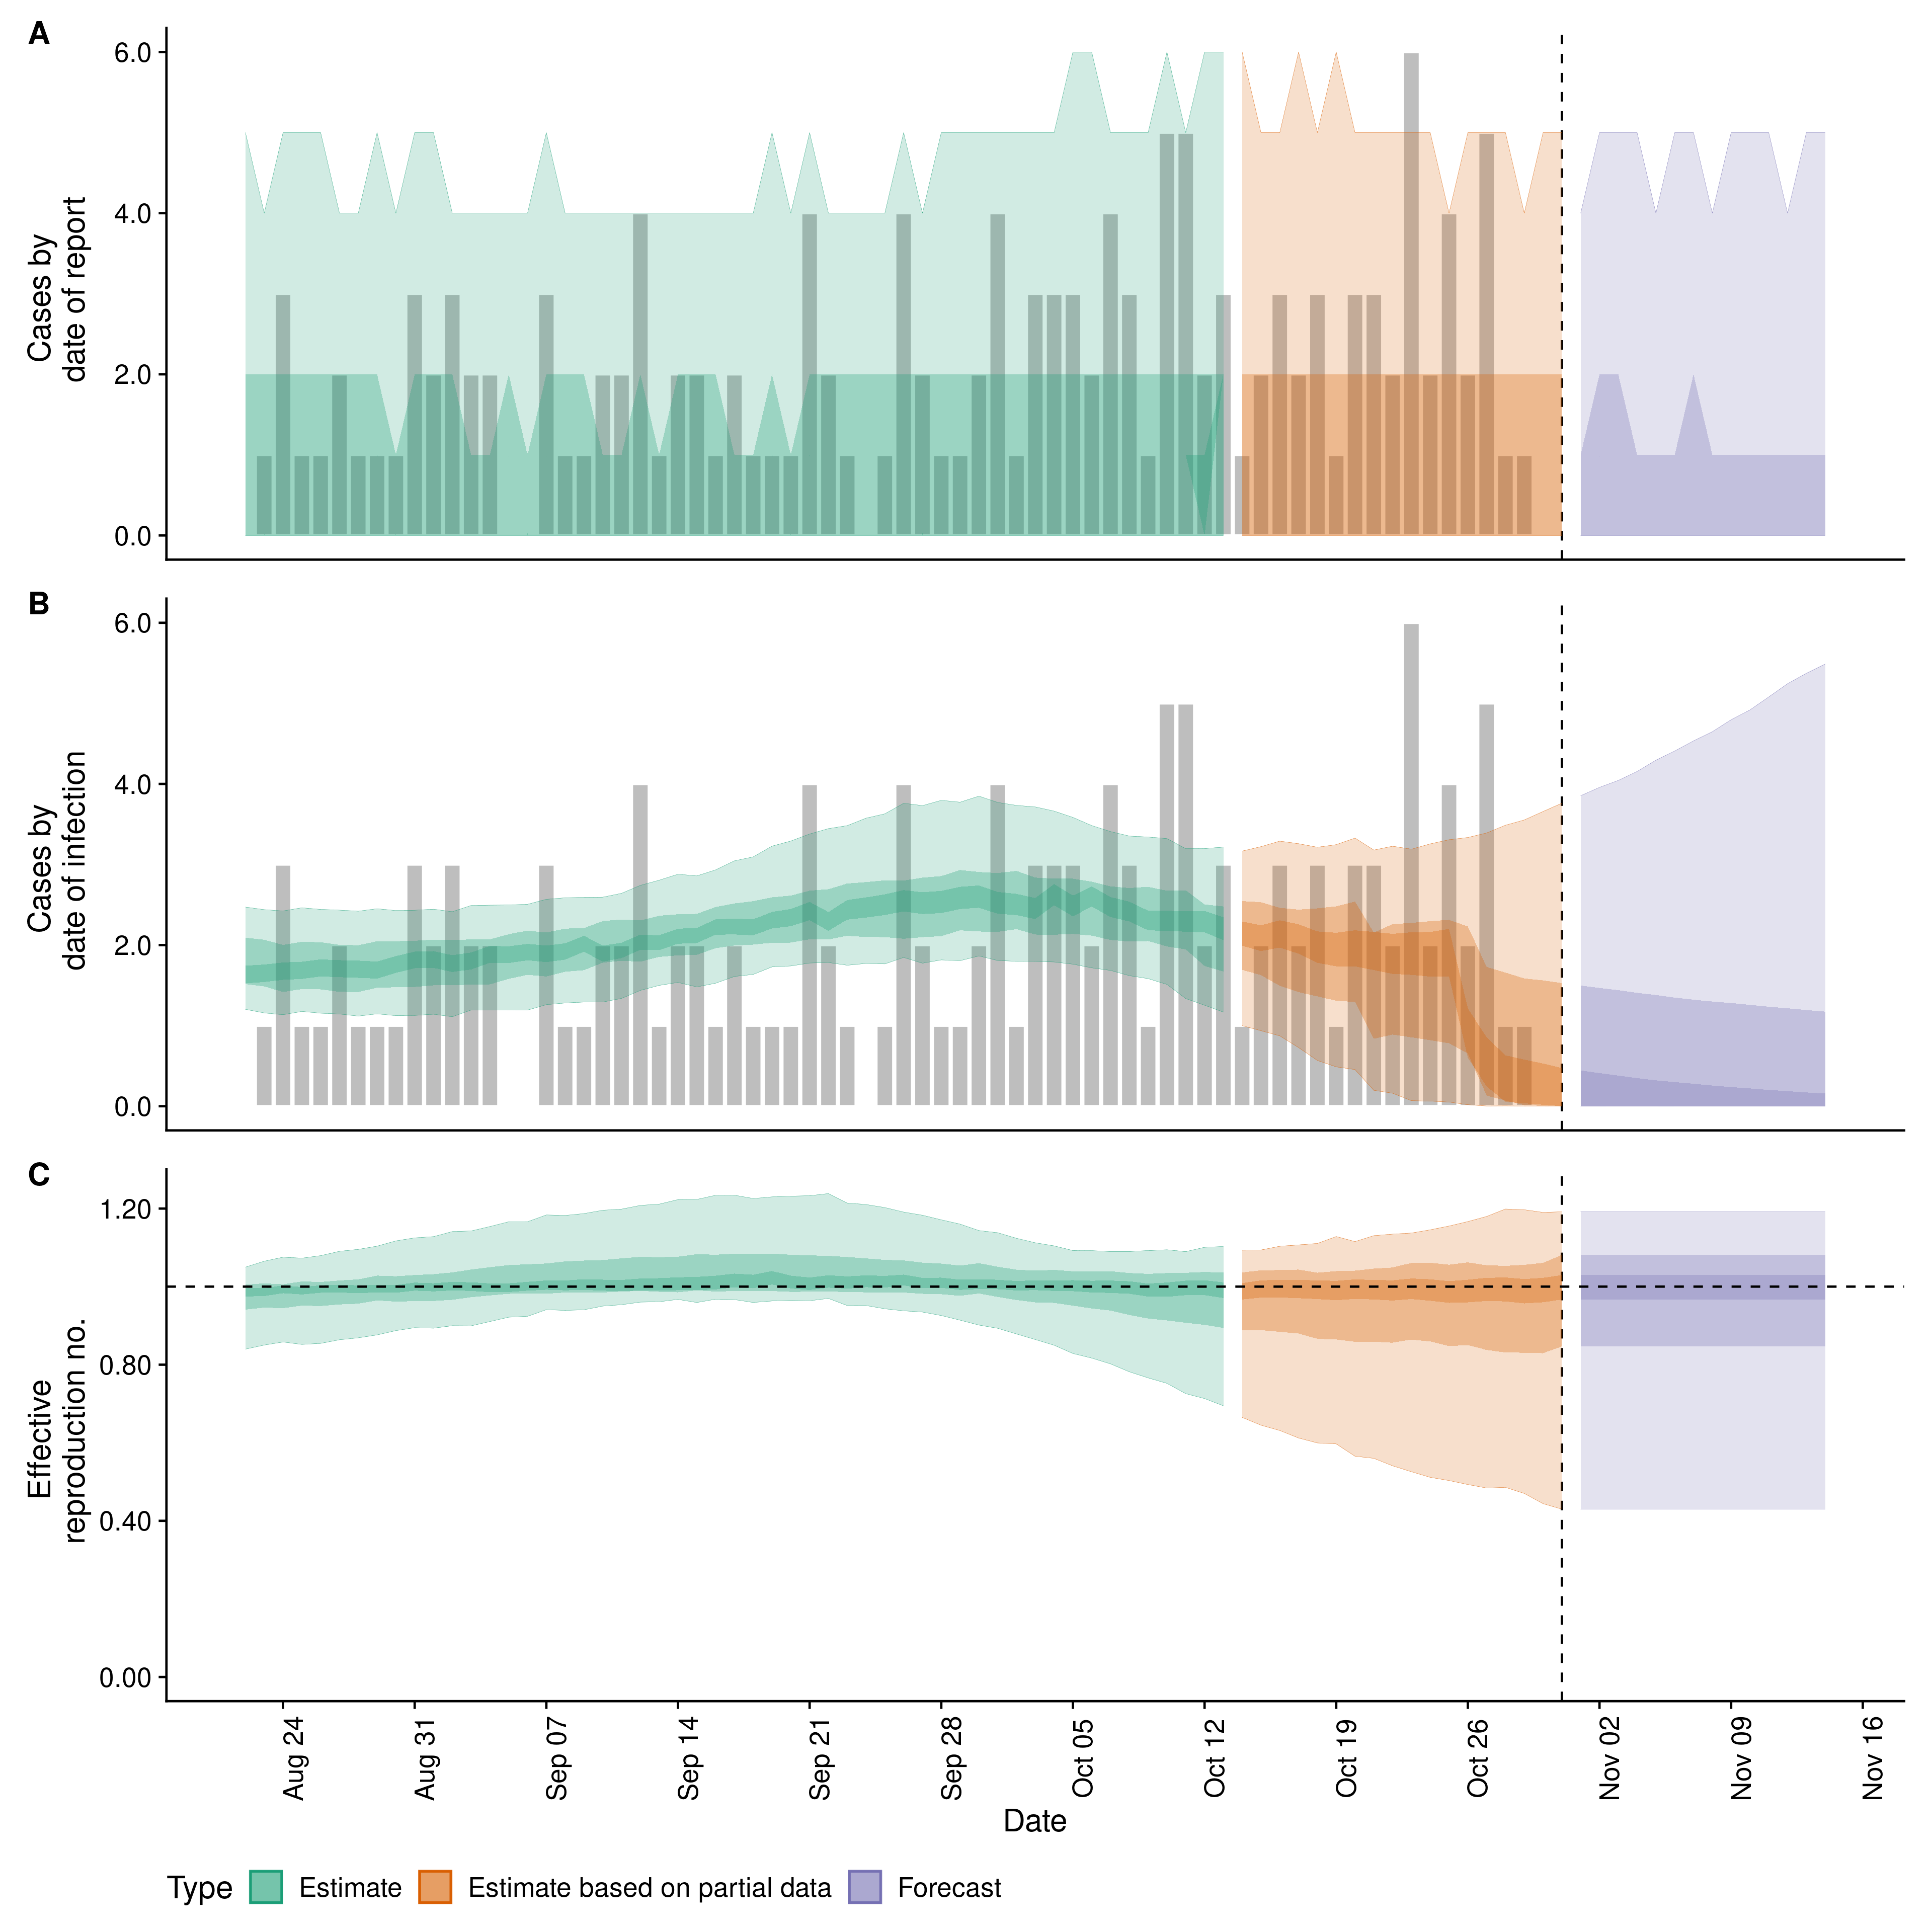 A
6.0
4.0
2.0
0.0
Cases by
date of report
B
6.0
4.0
2.0
0.0
Cases by
date of infection
C
1.20
0.80
0.40
0.00
Effective
reproduction no.
Aug 24
Aug 31
Sep 07
Sep 14
Sep 21
Sep 28
Oct 05
Oct 12
Oct 19
Oct 26
Nov 02
Nov 09
Nov 16
Date
Type Estimate Estimate based on partial data Forecast